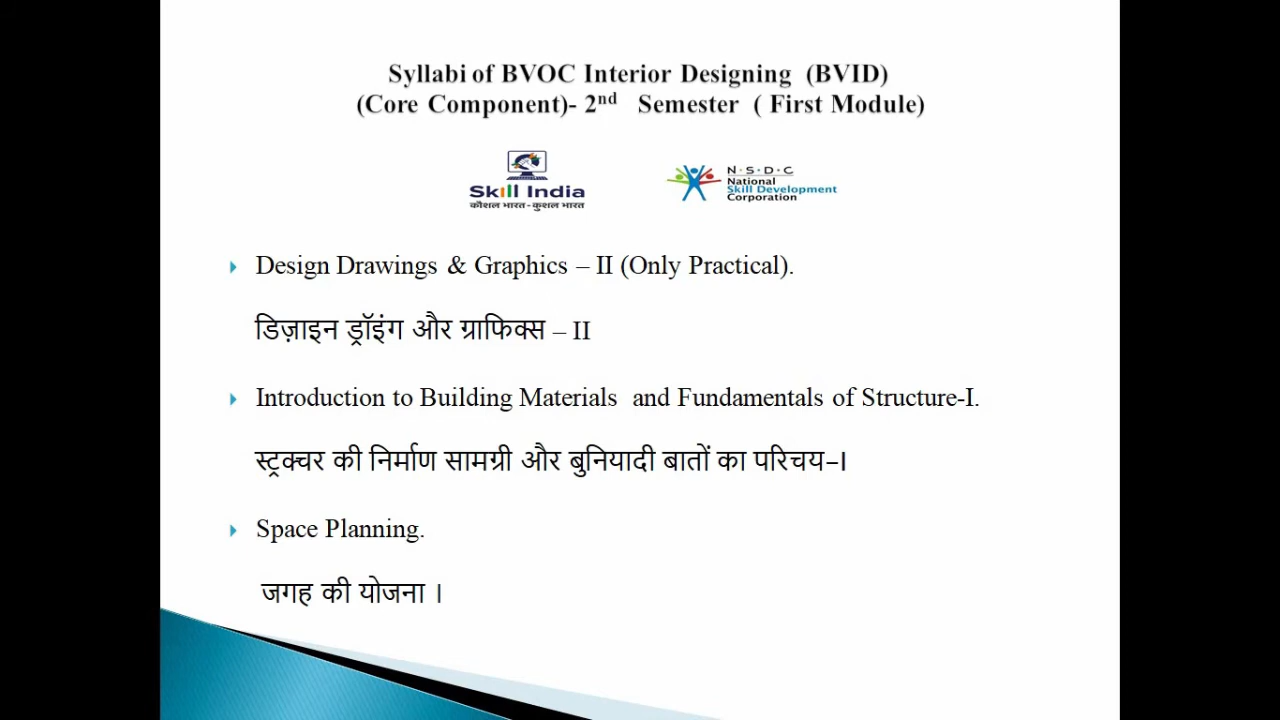 Syllabi of BVOC Interior Designing (BVID)
(Core Component)- 2nd Semester ( First Module)
Skill India
कौशल भारत - कुशल भारत
N·S·D·C
National
Skill Development
Corporation
Design Drawings & Graphics – II (Only Practical).
डिज़ाइन ड्रॉइंग और ग्राफिक्स – II
Introduction to Building Materials and Fundamentals of Structure-I.
स्ट्रक्चर की निर्माण सामग्री और बुनियादी बातों का परिचय-I
Space Planning.
जगह की योजना ।